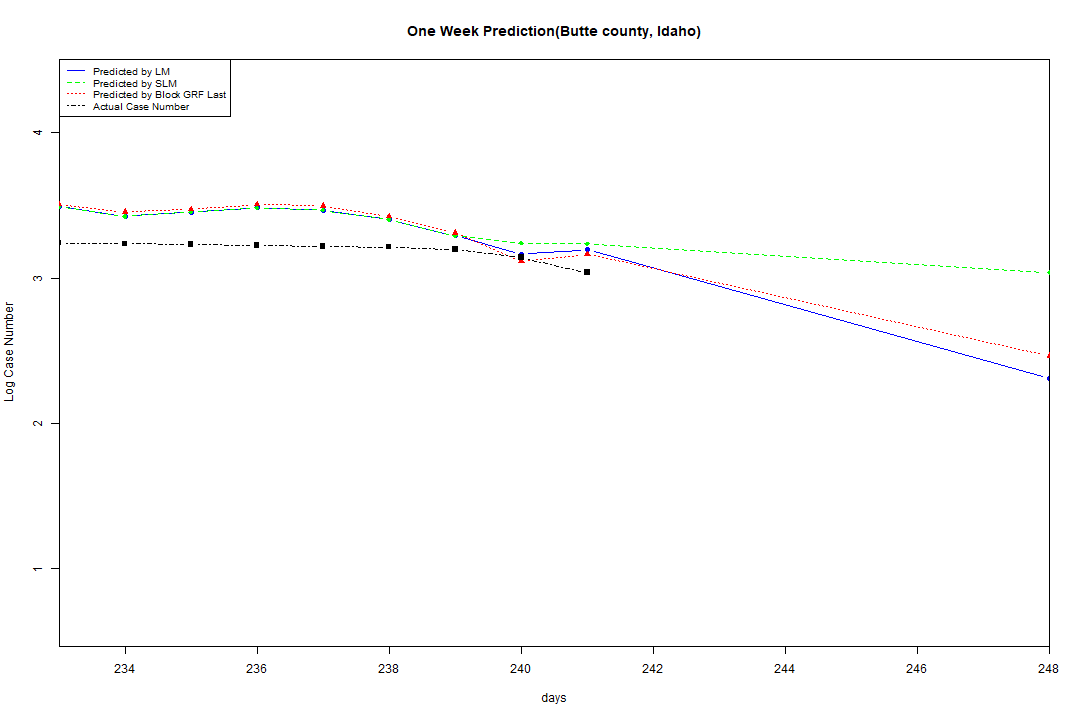 One Week Prediction(Butte county, Idaho)
Predicted by LM
Predicted by SLM
Predicted by Block GRF Last
Actual Case Number
4
3
2
1
Log Case Number
234 236 238 240 242 244 246 248
days